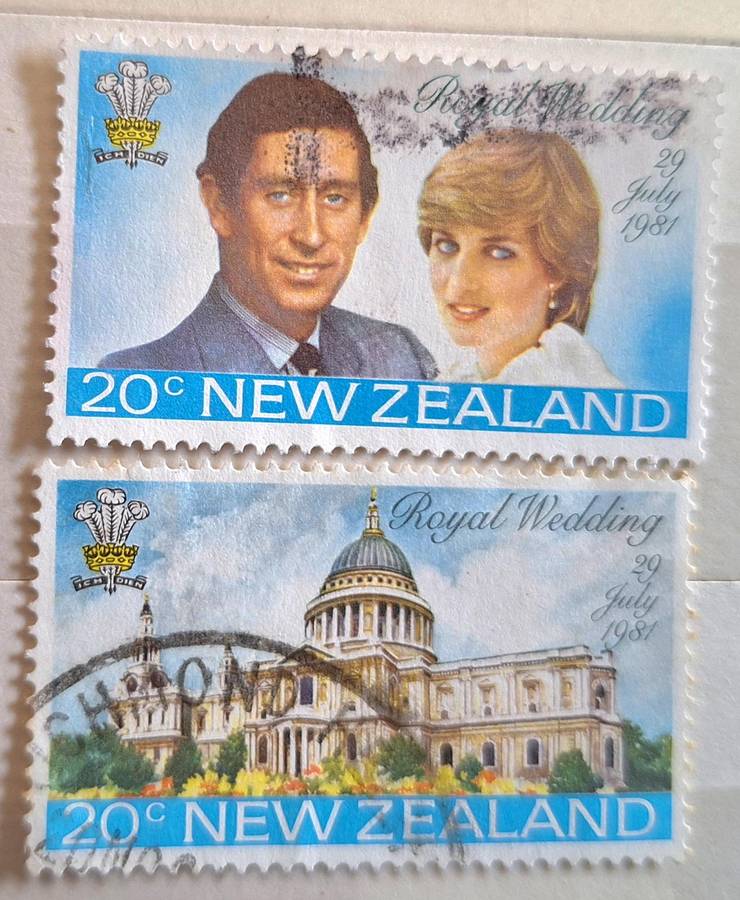 ICH DIEN
Royal Wedding
29
July
1981
20c NEW ZEALAND
ICH DIEN
Royal Wedding
29
July
1981
20c NEW ZEALAND